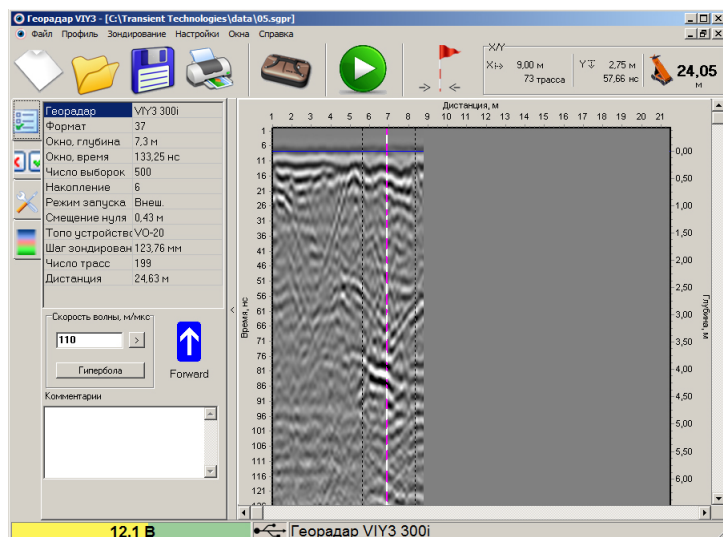 Георадар VIY3 - [C:\Transient Technologies\data\05.sgpr]
Файл Профиль Зондирование Настройки Окна Справка
X/Y
X 9,00 м Y 2,75 м
73 трасса 57,66 нс
24,05
м
Георадар VIY3 300i
Формат 37
Окно, глубина 7,3 м
Окно, время 133,25 нс
Число выборок 500
Накопление 6
Режим запуска Внеш.
Смещение нуля 0,43 м
Топо устройство VO-20
Шаг зондирован 123,76 мм
Число трасс 199
Дистанция 24,63 м
Скорость волны, м/мкс
110 >
Гипербола
Forward
Комментарии
<
Дистанция, м
1 2 3 4 5 6 7 8 9 10 11 12 13 14 15 16 17 18 19 20 21
Время, нс
1
6
11
16
21
26
31
36
41
46
51
56
61
66
71
76
81
86
91
96
101
106
111
116
121
126
Глубина, м
0,00
0,50
1,00
1,50
2,00
2,50
3,00
3,50
4,00
4,50
5,00
5,50
6,00
12,1 В
Георадар VIY3 300i